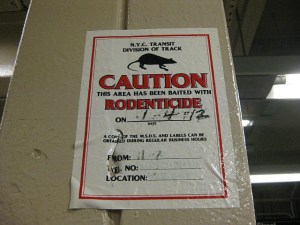 N.Y.C. TRANSIT
DIVISION OF TRACK
CAUTION
THIS AREA HAS BEEN BAITED WITH
RODENTICIDE
ON
DATE
A COPY OF THE M.S.D.S. AND LABELS CAN BE
OBTAINED DURING REGULAR BUSINESS HOURS
FROM:
NO:
LOCATION: